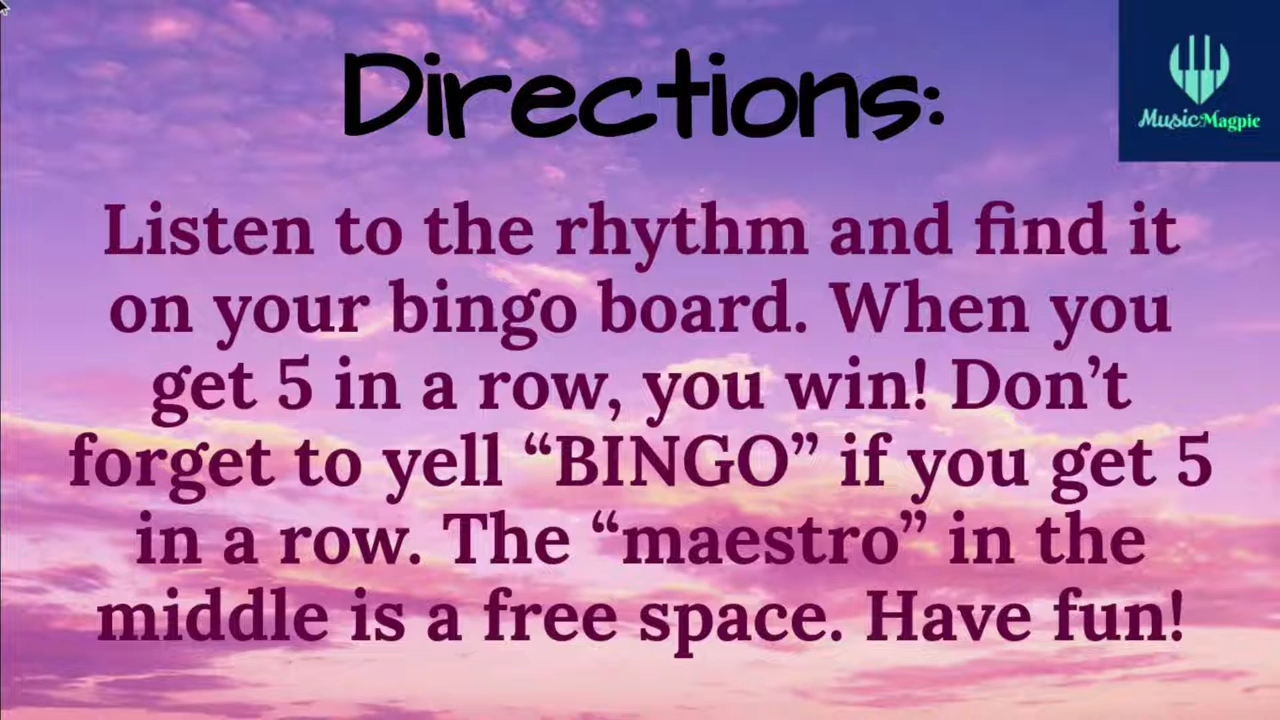 Directions:
MusicMagpie
Listen to the rhythm and find it
on your bingo board. When you
get 5 in a row, you win! Don’t
forget to yell “BINGO” if you get 5
in a row. The “maestro” in the
middle is a free space. Have fun!